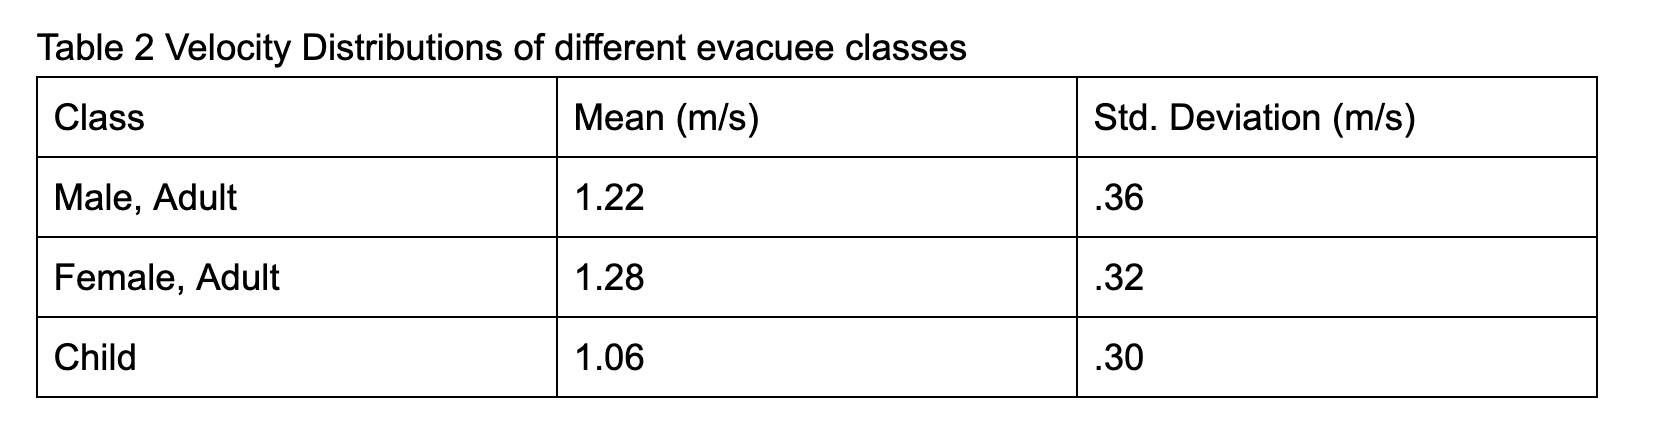 Table 2 Velocity Distributions of different evacuee classes
Class Mean (m/s) Std. Deviation (m/s)
Male, Adult 1.22 .36
Female, Adult 1.28 .32
Child 1.06 .30